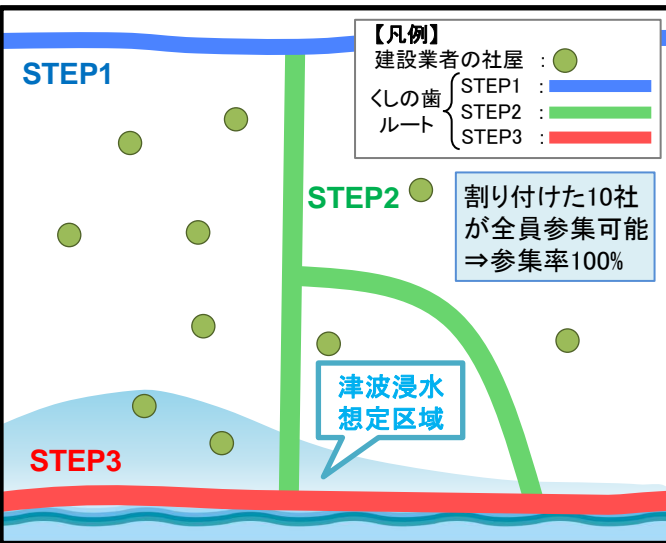 【凡例】
建設業者の社屋 :
くしの歯
ルート
STEP1 :
STEP2 :
STEP3 :
STEP1
STEP2
割り付けた10社
が全員参集可能
⇒参集率100%
津波浸水
想定区域
STEP3